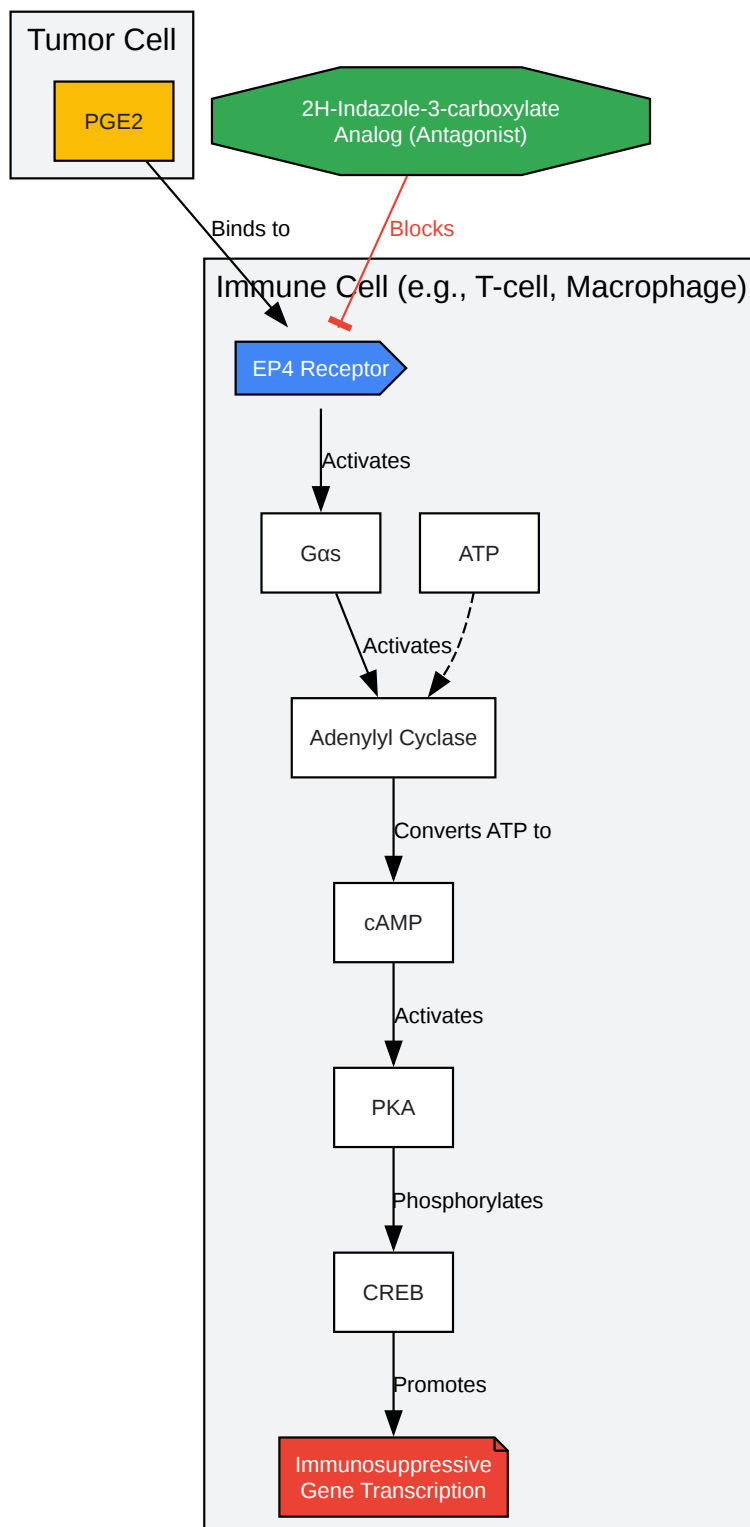 Tumor Cell
PGE2
2H-Indazole-3-carboxylate
Analog (Antagonist)
Binds to
Blocks
Immune Cell (e.g., T-cell, Macrophage)
EP4 Receptor
Activates
Gαs
ATP
Activates
Adenylyl Cyclase
Converts ATP to
cAMP
Activates
PKA
Phosphorylates
CREB
Promotes
Immunosuppressive
Gene Transcription